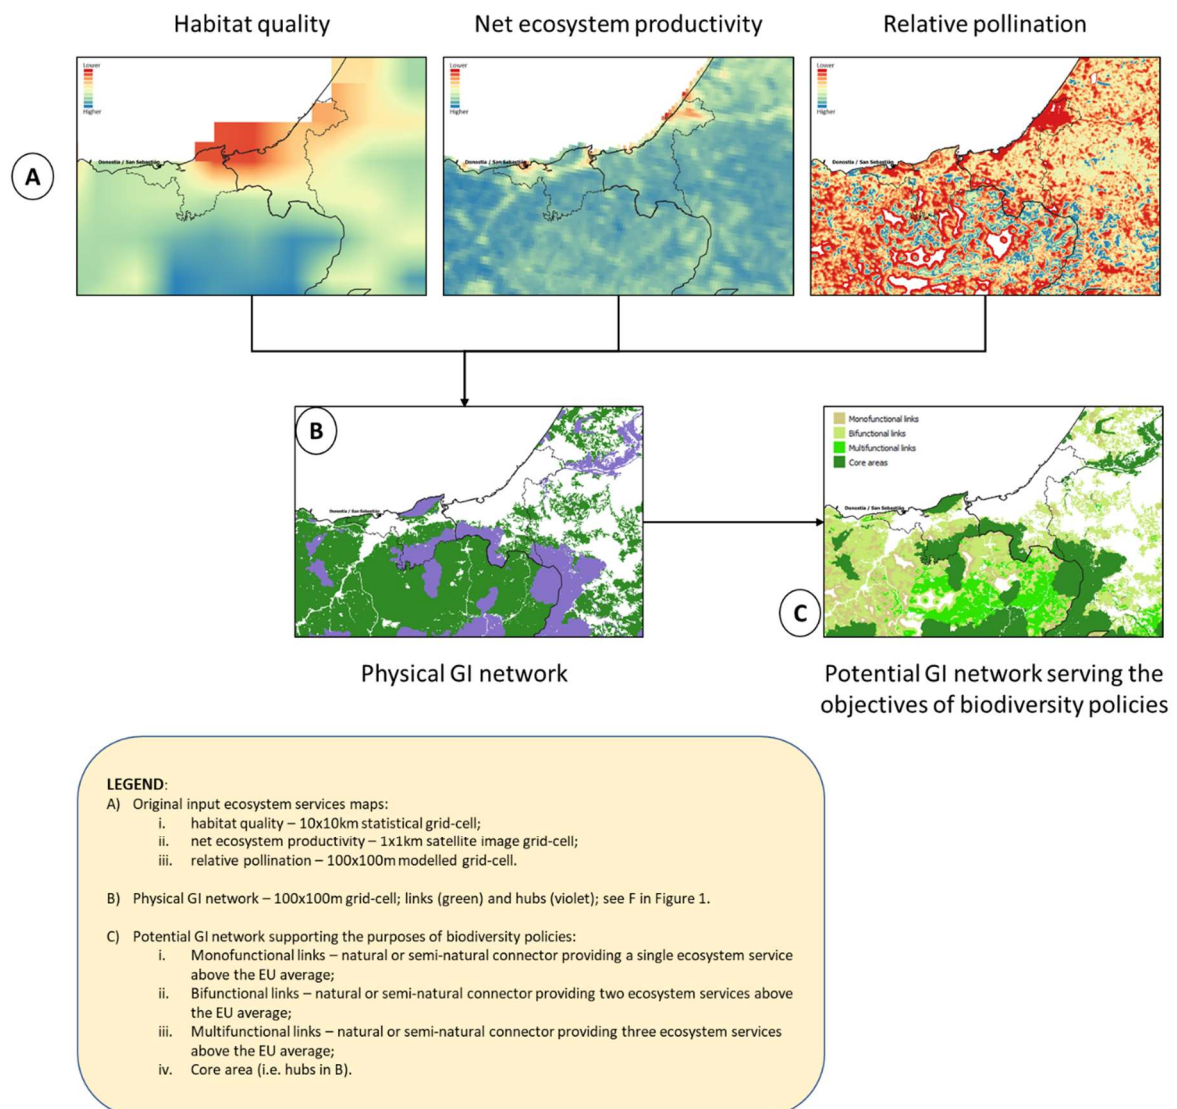 Habitat quality
Net ecosystem productivity
Relative pollination
Lower
Higher
Donostia / San Sebastián
Lower
Higher
Donostia / San Sebastián
Lower
Higher
Donostia / San Sebastián
A
B
Donostia / San Sebastián
Monofunctional links
Bifunctional links
Multifunctional links
Core areas
Donostia / San Sebastián
C
Physical GI network
Potential GI network serving the
objectives of biodiversity policies
LEGEND:
A) Original input ecosystem services maps:
i. habitat quality – 10x10km statistical grid-cell;
ii. net ecosystem productivity – 1x1km satellite image grid-cell;
iii. relative pollination – 100x100m modelled grid-cell.
B) Physical GI network – 100x100m grid-cell; links (green) and hubs (violet); see F in Figure 1.
C) Potential GI network supporting the purposes of biodiversity policies:
i. Monofunctional links – natural or semi-natural connector providing a single ecosystem service
above the EU average;
ii. Bifunctional links – natural or semi-natural connector providing two ecosystem services above
the EU average;
iii. Multifunctional links – natural or semi-natural connector providing three ecosystem services
above the EU average;
iv. Core area (i.e. hubs in B).